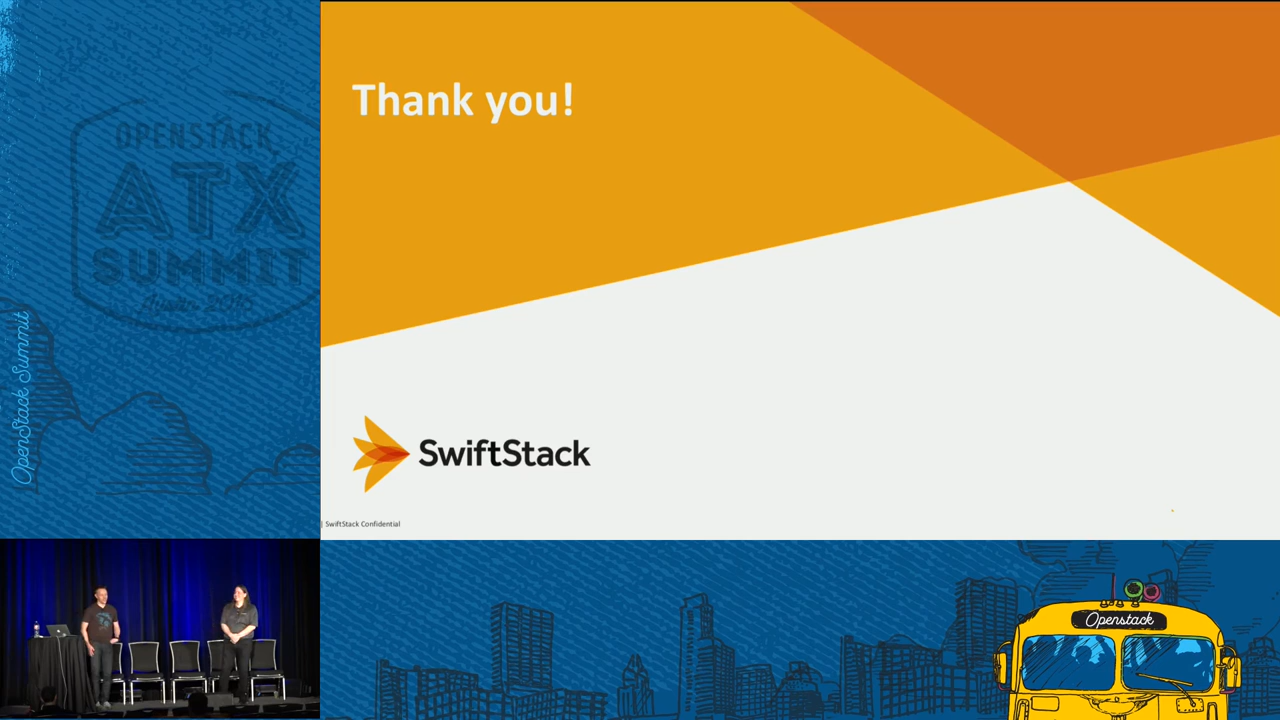 OPENSTACK
ATX
SUMMIT
Austin 2016
OpenStack Summit
Thank you!
SwiftStack
| SwiftStack Confidential
Openstack